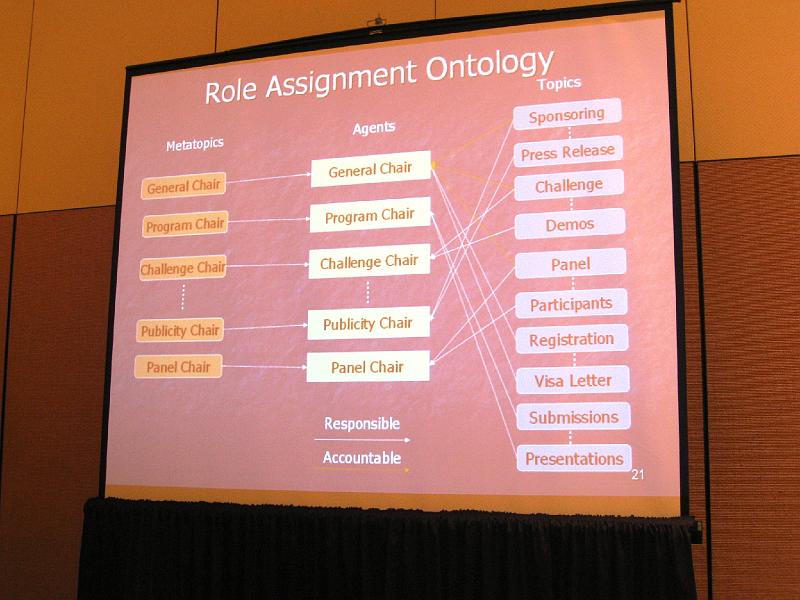 Role Assignment Ontology
Metatopics
Agents
Topics
General Chair
Program Chair
Challenge Chair
Publicity Chair
Panel Chair
General Chair
Program Chair
Challenge Chair
Publicity Chair
Panel Chair
Sponsoring
Press Release
Challenge
Demos
Panel
Participants
Registration
Visa Letter
Submissions
Presentations
Responsible
Accountable
21